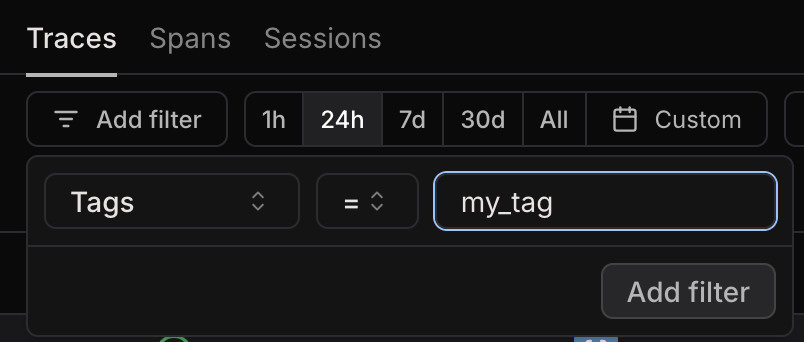 Traces Spans Sessions
Add filter 1h 24h 7d 30d All Custom
Tags = my_tag
Add filter